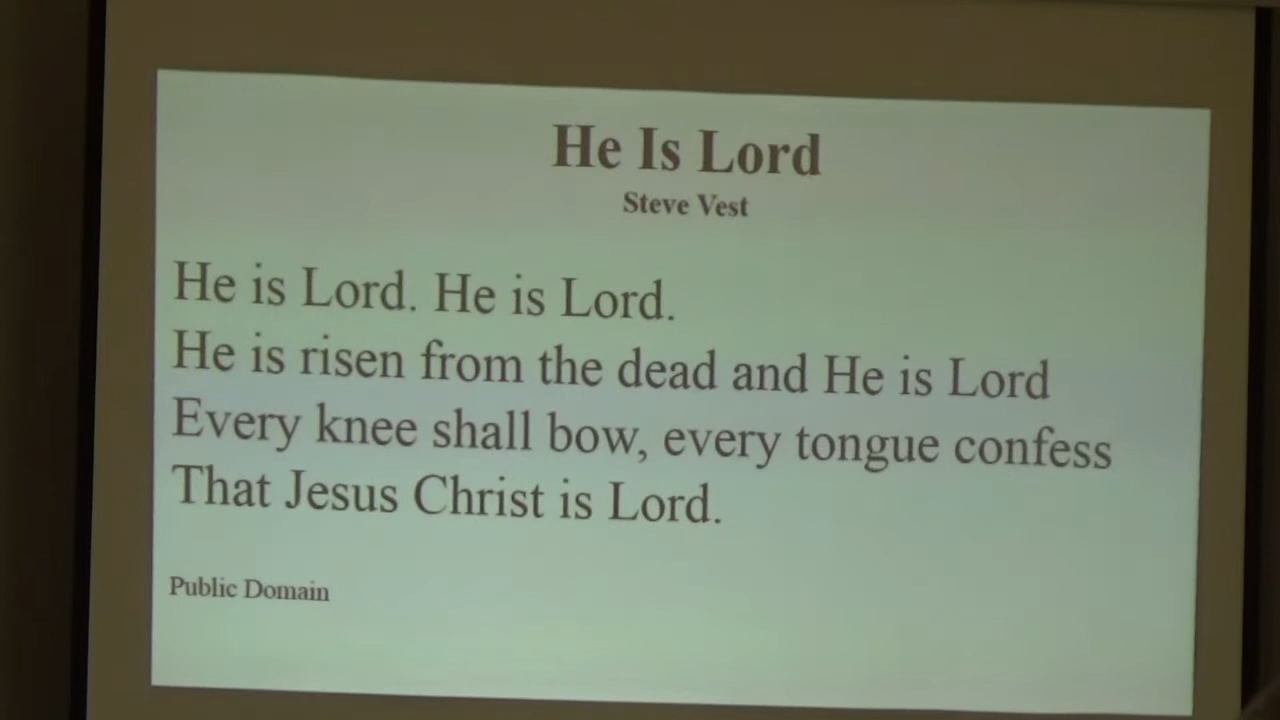 He Is Lord
Steve Vest
He is Lord. He is Lord.
He is risen from the dead and He is Lord
Every knee shall bow, every tongue confess
That Jesus Christ is Lord.
Public Domain